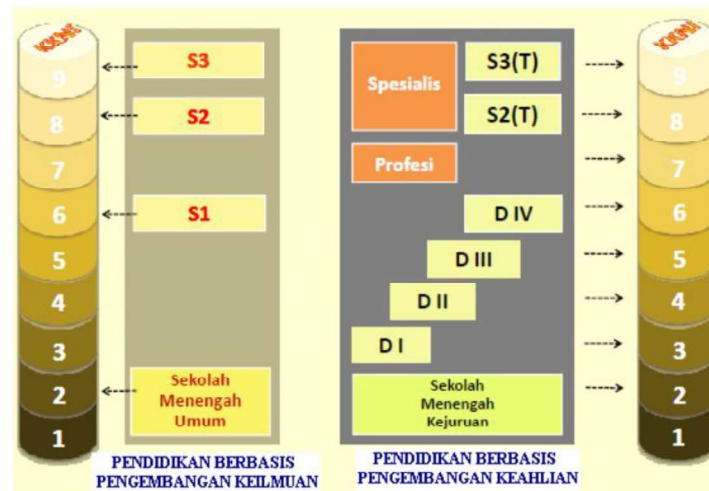 KKNI
9
8
7
6
5
4
3
2
1
S3
S2
S1
Sekolah
Menengah
Umum
PENDIDIKAN BERBASIS
PENGEMBANGAN KEILMUAN
Spesialis
S3(T)
S2(T)
Profesi
D IV
D III
D II
D I
Sekolah
Menengah
Kejuruan
PENDIDIKAN BERBASIS
PENGEMBANGAN KEAHLIAN
KKNI
9
8
7
6
5
4
3
2
1